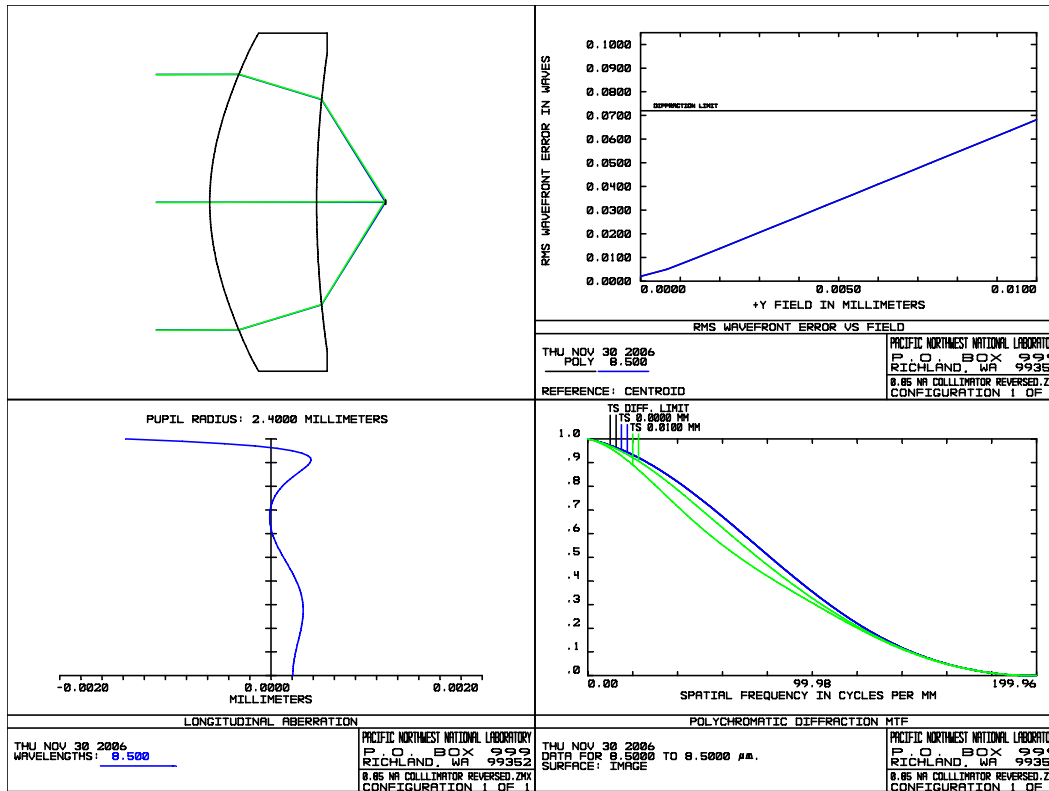 0.1000
0.0900
0.0800
0.0700
0.0600
0.0500
0.0400
0.0300
0.0200
0.0100
0.0000
RMS WAVEFRONT ERROR IN WAVES
DIFFRACTION LIMIT
0.0000 0.0050 0.0100
+Y FIELD IN MILLIMETERS
RMS WAVEFRONT ERROR VS FIELD
THU NOV 30 2006
POLY 8.500
REFERENCE: CENTROID
PACIFIC NORTHWEST NATIONAL LABORATO
P.O. BOX 99
RICHLAND, WA 9935
0.85 NA COLLLIMATOR REVERSED.Z
CONFIGURATION 1 OF
PUPIL RADIUS: 2.4000 MILLIMETERS
-0.0020 0.0000 0.0020
MILLIMETERS
LONGITUDINAL ABERRATION
THU NOV 30 2006
WAVELENGTHS: 8.500
PACIFIC NORTHWEST NATIONAL LABORATORY
P.O. BOX 999
RICHLAND, WA 99352
0.85 NA COLLLIMATOR REVERSED.ZMX
CONFIGURATION 1 OF 1
TS DIFF. LIMIT
TS 0.0000 MM
TS 0.0100 MM
1.0
.9
.8
.7
.6
.5
.4
.3
.2
.1
.0
0.00 99.98 199.96
SPATIAL FREQUENCY IN CYCLES PER MM
POLYCHROMATIC DIFFRACTION MTF
THU NOV 30 2006
DATA FOR 8.5000 TO 8.5000 µm.
SURFACE: IMAGE
PACIFIC NORTHWEST NATIONAL LABORATO
P.O. BOX 99
RICHLAND, WA 9935
0.85 NA COLLLIMATOR REVERSED.Z
CONFIGURATION 1 OF